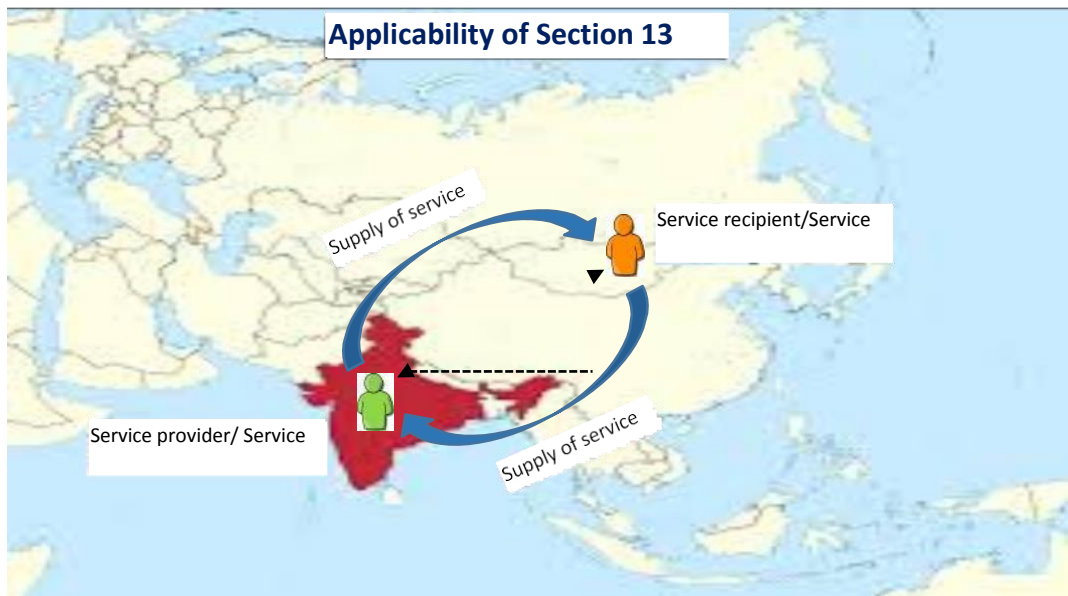 Applicability of Section 13
Supply of service
Service recipient/Service
Service provider/ Service
Supply of service